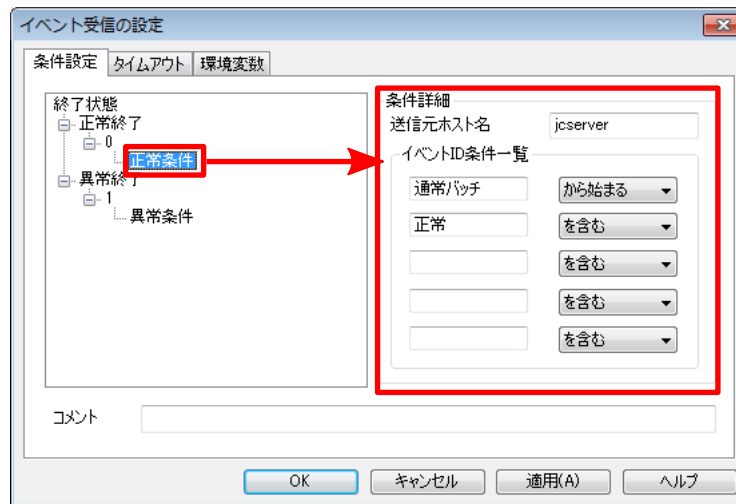 イベント受信の設定
条件設定 タイムアウト 環境変数
終了状態
正常終了
0
正常条件
異常終了
1
異常条件
条件詳細
送信元ホスト名 jcserver
イベントID条件一覧
通常バッチ から始まる
正常 を含む
を含む
を含む
を含む
コメント
OK キャンセル 適用(A) ヘルプ